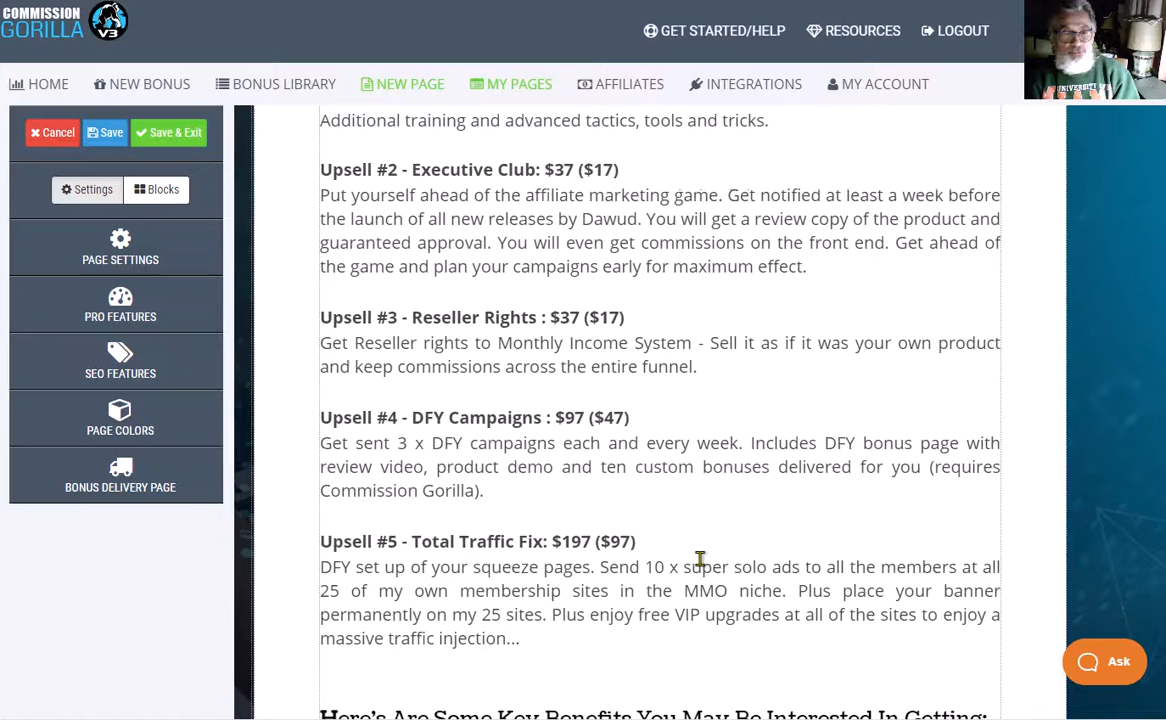 COMMISSION
GORILLA
V3
GET STARTED/HELP
RESOURCES
LOGOUT
HOME
NEW BONUS
BONUS LIBRARY
NEW PAGE
MY PAGES
AFFILIATES
INTEGRATIONS
MY ACCOUNT
Cancel
Save
Save & Exit
Settings
Blocks
PAGE SETTINGS
PRO FEATURES
SEO FEATURES
PAGE COLORS
BONUS DELIVERY PAGE
Additional training and advanced tactics, tools and tricks.
Upsell #2 - Executive Club: $37 ($17)
Put yourself ahead of the affiliate marketing game. Get notified at least a week before
the launch of all new releases by Dawud. You will get a review copy of the product and
guaranteed approval. You will even get commissions on the front end. Get ahead of
the game and plan your campaigns early for maximum effect.
Upsell #3 - Reseller Rights : $37 ($17)
Get Reseller rights to Monthly Income System - Sell it as if it was your own product
and keep commissions across the entire funnel.
Upsell #4 - DFY Campaigns : $97 ($47)
Get sent 3 x DFY campaigns each and every week. Includes DFY bonus page with
review video, product demo and ten custom bonuses delivered for you (requires
Commission Gorilla).
Upsell #5 - Total Traffic Fix: $197 ($97)
DFY set up of your squeeze pages. Send 10 x super solo ads to all the members at all
25 of my own membership sites in the MMO niche. Plus place your banner
permanently on my 25 sites. Plus enjoy free VIP upgrades at all of the sites to enjoy a
massive traffic injection...
Here's Are Some Key Benefits You May Be Interested In Getting:
Ask